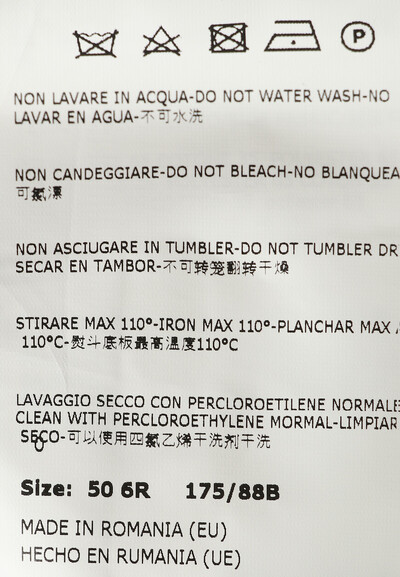 P
NON LAVARE IN ACQUA-DO NOT WATER WASH-NO
LAVAR EN AGUA-不可水洗
NON CANDEGGIARE-DO NOT BLEACH-NO BLANQUEA
可氯漂
NON ASCIUGARE IN TUMBLER-DO NOT TUMBLER DR
SECAR EN TAMBOR-不可转笼翻转干燥
STIRARE MAX 110°-IRON MAX 110°-PLANCHAR MAX
110°C-熨斗底板最高温度110°C
LAVAGGIO SECCO CON PERCLOROETILENE NORMALE
CLEAN WITH PERCLOROETHYLENE MORMAL-LIMPIAR
SECO-可以使用四氯乙烯干洗剂干洗
Size: 50 6R 175/88B
MADE IN ROMANIA (EU)
HECHO EN RUMANIA (UE)